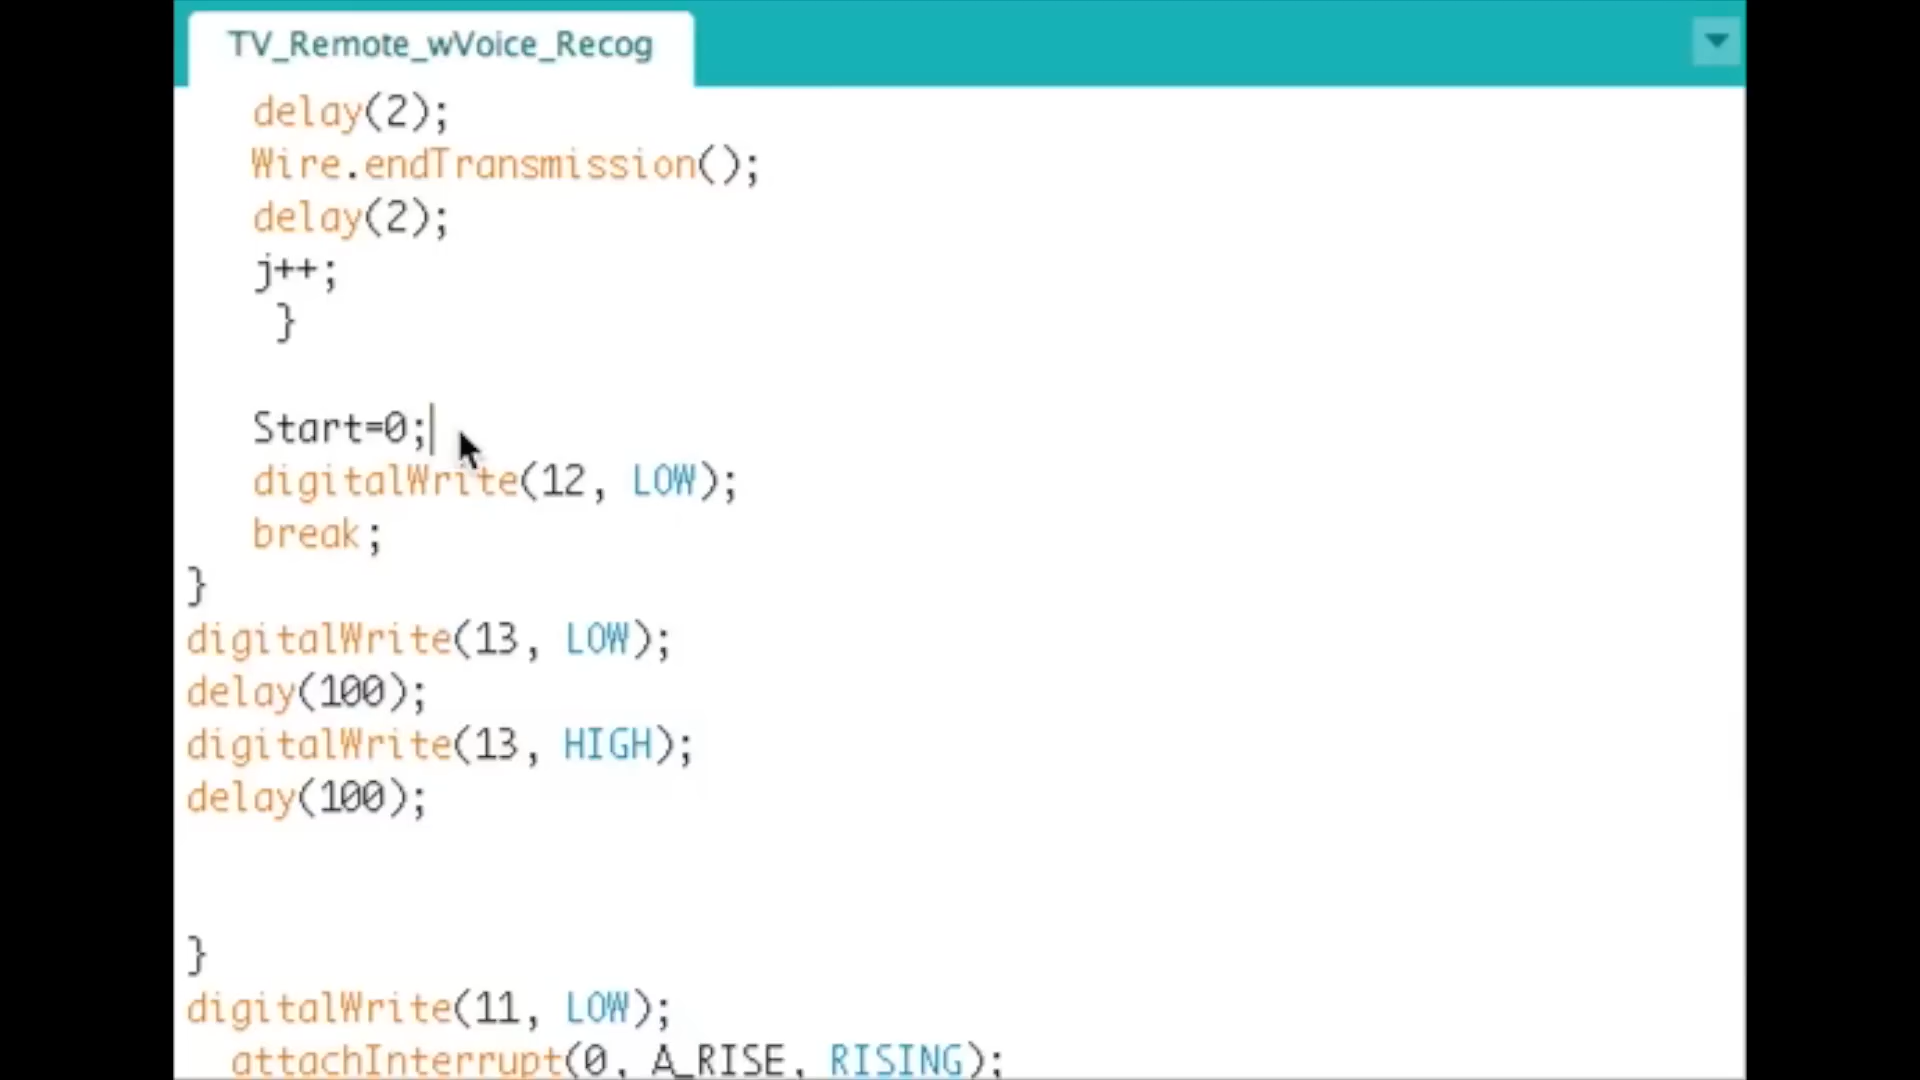 TV_Remote_wVoice_Recog
delay(2);
Wire.endTransmission();
delay(2);
j++;
}
Start=0;
digitalWrite(12, LOW);
break;
}
digitalWrite(13, LOW);
delay(100);
digitalWrite(13, HIGH);
delay(100);
}
digitalWrite(11, LOW);
attachInterrupt(0, A_RISE, RISING);